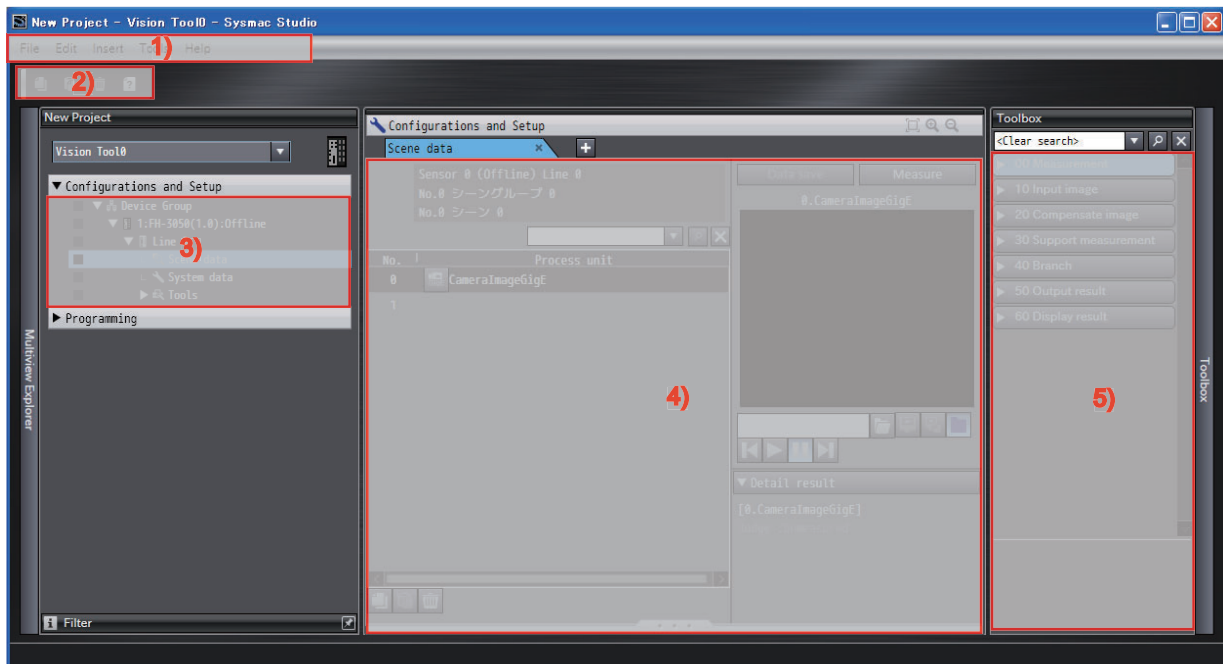 New Project - Vision Tool0 - Sysmac Studio
File Edit Insert Tools Help
1)
2)
New Project
Vision Tool0
Configurations and Setup
Device Group
1.FH-3050(1.0):Offline
Line
3)
System data
Tools
Programming
Multiview Explorer
Filter
Configurations and Setup
Scene data
Sensor 0 (Offline) Line 0
No.0 シーングループ 0
No.0 シーン 0
No. Process unit
0 CameraImageGigE
1
4)
Measure
0.CameraImageGigE
Detail result
[0.CameraImageGigE]
Toolbox
<Clear search>
00 Measurement
10 Input image
20 Compensate image
30 Support measurement
40 Branch
50 Output result
60 Display result
5)
Toolbox